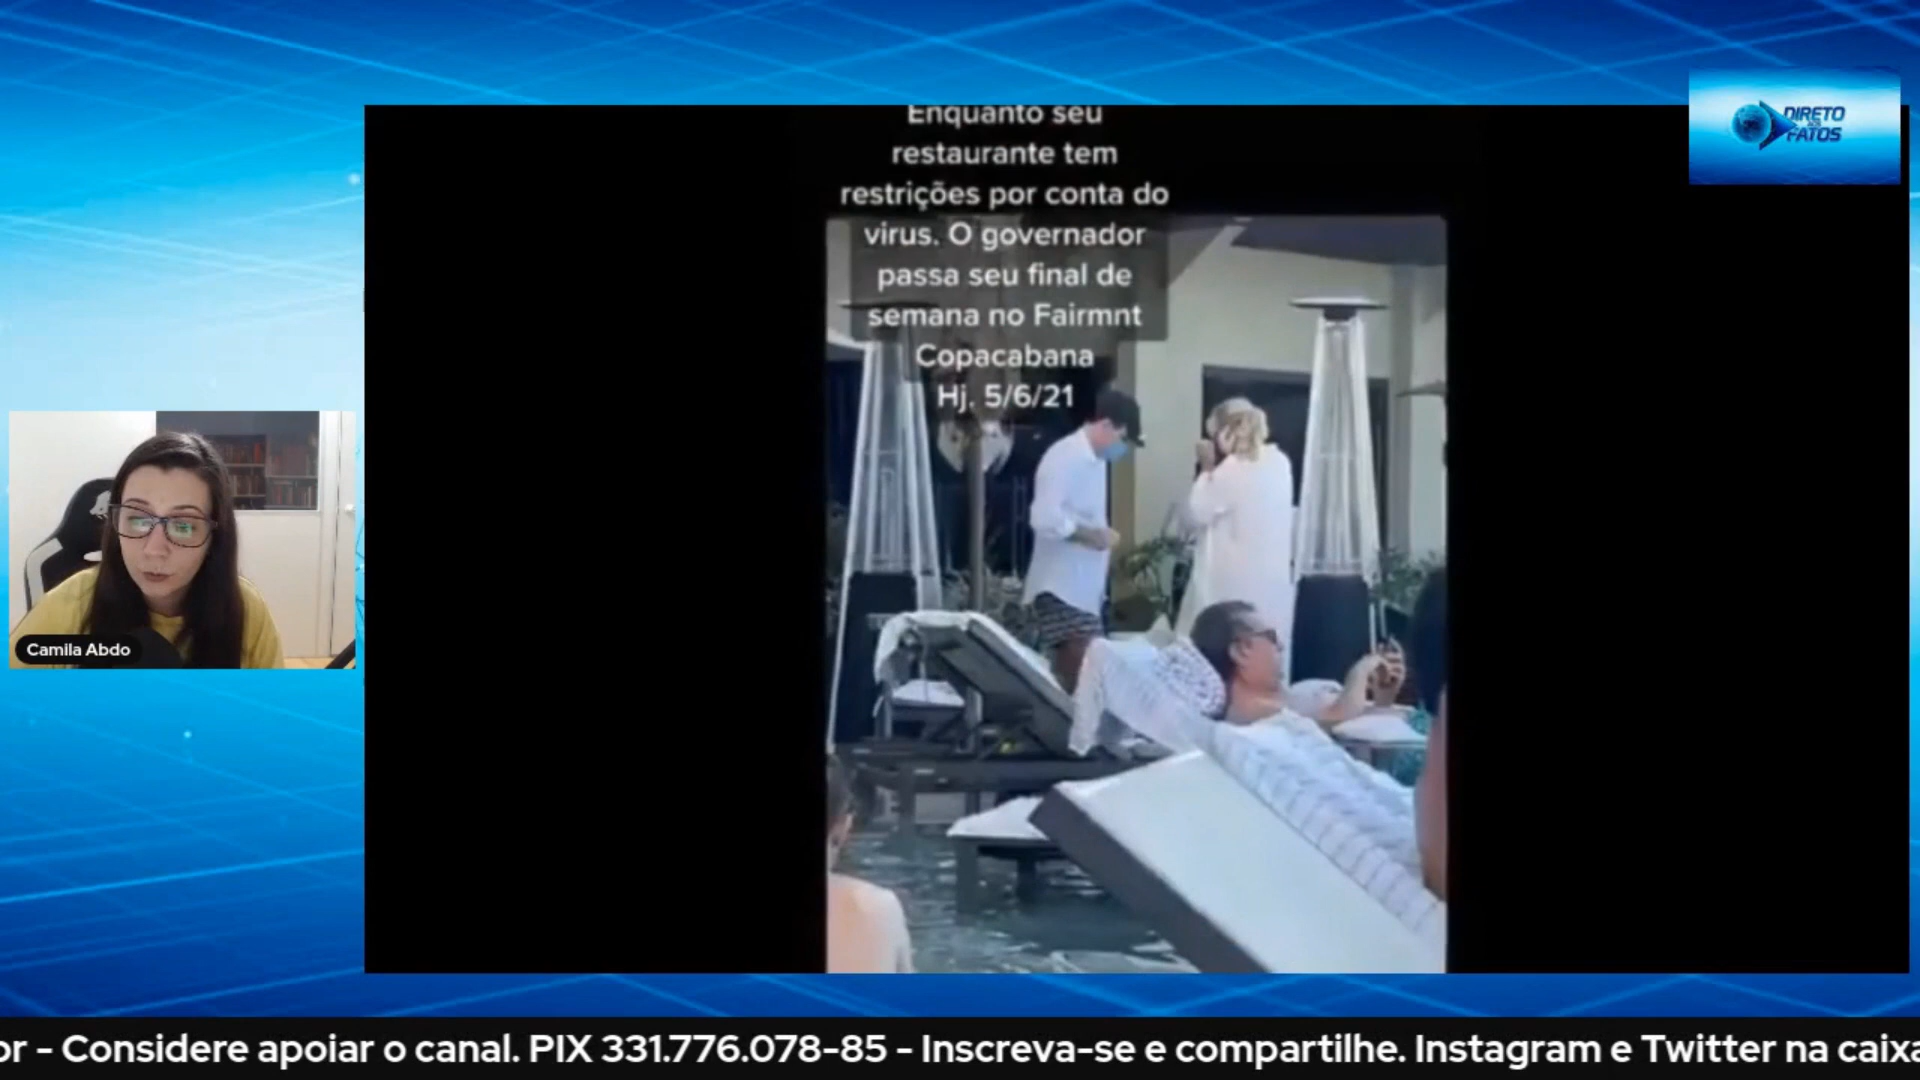 Enquanto seu
restaurante tem
restrições por conta do
virus. O governador
passa seu final de
semana no Fairmnt
Copacabana
Hj. 5/6/21
DIRETO
AOS
FATOS
Camila Abdo
or - Considere apoiar o canal. PIX 331.776.078-85 - Inscreva-se e compartilhe. Instagram e Twitter na caixa